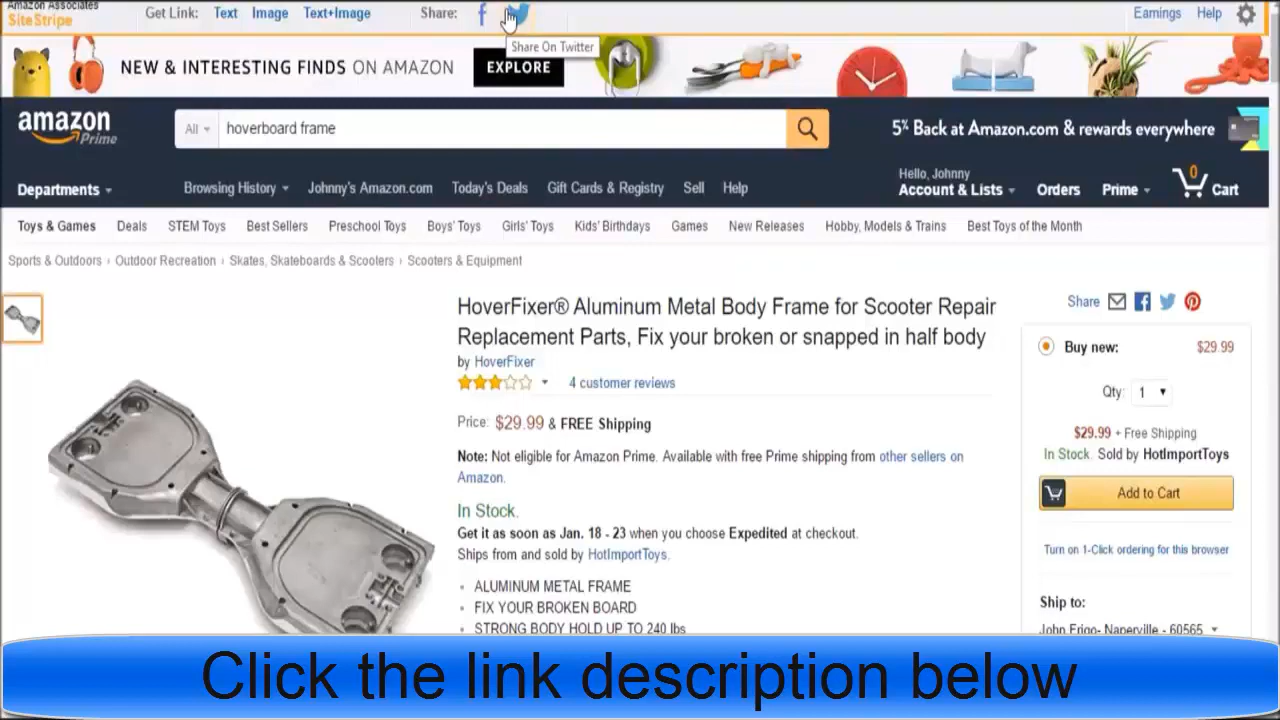 Amazon Associates
SiteStripe
Get Link: Text Image Text+Image Share: Earnings Help
Share On Twitter
NEW & INTERESTING FINDS ON AMAZON EXPLORE
amazon Prime
All hoverboard frame
5% Back at Amazon.com & rewards everywhere
Departments Browsing History Johnny's Amazon.com Today's Deals Gift Cards & Registry Sell Help
Hello, Johnny
Account & Lists Orders Prime 0 Cart
Toys & Games Deals STEM Toys Best Sellers Preschool Toys Boys' Toys Girls' Toys Kids' Birthdays Games New Releases Hobby, Models & Trains Best Toys of the Month
Sports & Outdoors › Outdoor Recreation › Skates, Skateboards & Scooters › Scooters & Equipment
HoverFixer® Aluminum Metal Body Frame for Scooter Repair
Replacement Parts, Fix your broken or snapped in half body
by HoverFixer
4 customer reviews
Price: $29.99 & FREE Shipping
Note: Not eligible for Amazon Prime. Available with free Prime shipping from other sellers on
Amazon.
In Stock.
Get it as soon as Jan. 18 - 23 when you choose Expedited at checkout.
Ships from and sold by HotImportToys.
• ALUMINUM METAL FRAME
• FIX YOUR BROKEN BOARD
• STRONG BODY HOLD UP TO 240 lbs
Share
Buy new: $29.99
Qty: 1
$29.99 + Free Shipping
In Stock. Sold by HotImportToys
Add to Cart
Turn on 1-Click ordering for this browser
Ship to:
John Frigo- Naperville - 60565
Click the link description below